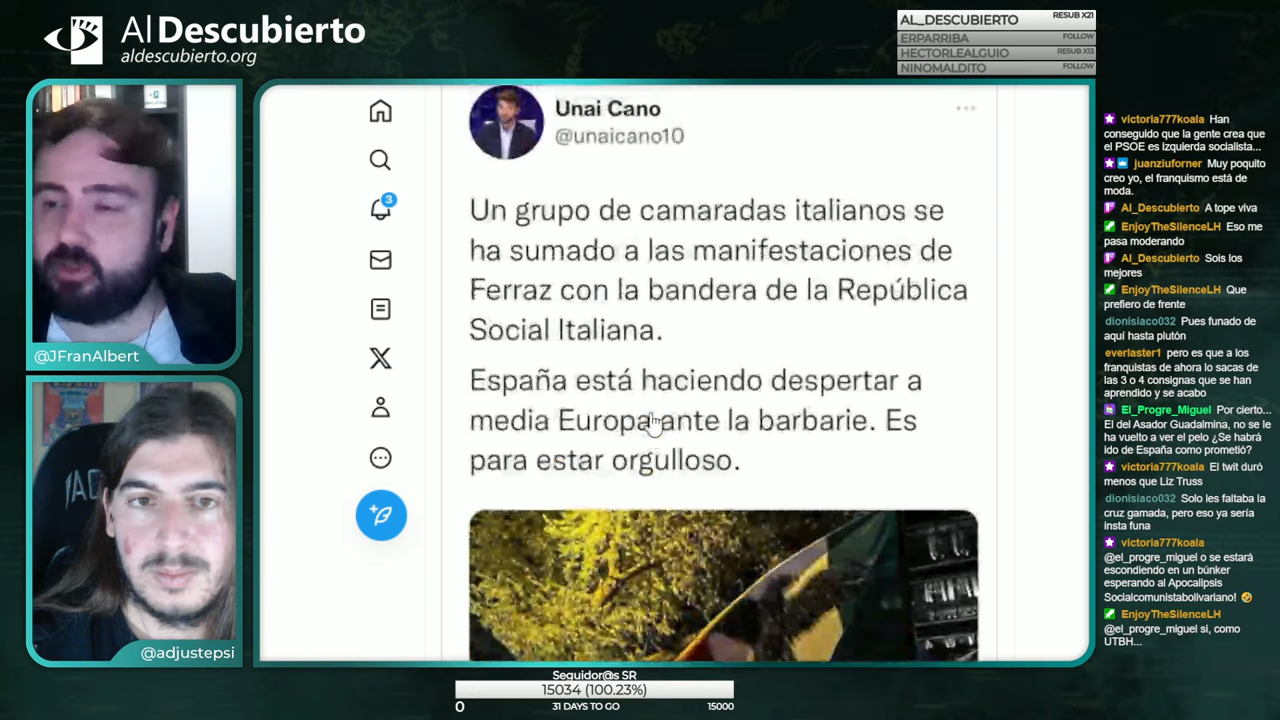 Al Descubierto
aldescubierto.org
AL_DESCUBIERTO RESUB X21
ERPARRIBA FOLLOW
HECTORLEALGUIO RESUB X13
NINOMALDITO FOLLOW
@JFranAlbert
@adjustepsi
3
Unai Cano
@unaicano10
Un grupo de camaradas italianos se
ha sumado a las manifestaciones de
Ferraz con la bandera de la República
Social Italiana.
España está haciendo despertar a
media Europa ante la barbarie. Es
para estar orgulloso.
victoria777koala Han
conseguido que la gente crea que
el PSOE es izquierda socialista...
juanziuforner Muy poquito
creo yo, el franquismo está de
moda.
Al_Descubierto A tope viva
EnjoyTheSilenceLH Eso me
pasa moderando
Al_Descubierto Sois los
mejores
EnjoyTheSilenceLH Que
prefiero de frente
dionisiaco032 Pues funado de
aquí hasta plutón
everlaster1 pero es que a los
franquistas de ahora lo sacas de
las 3 o 4 consignas que se han
aprendido y se acabo
El_Progre_Miguel Por cierto...
El del Asador Guadalmina, no se le
ha vuelto a ver el pelo ¿Se habrá
ido de España como prometió?
victoria777koala El twit duró
menos que Liz Truss
dionisiaco032 Solo les faltaba la
cruz gamada, pero eso ya sería
insta funa
victoria777koala
@el_progre_miguel o se estará
escondiendo en un búnker
esperando al Apocalipsis
Socialcomunistabolivariano! 🤣
EnjoyTheSilenceLH
@el_progre_miguel si, como
UTBH...
Seguidor@s SR
15034 (100.23%)
0 31 DAYS TO GO 15000